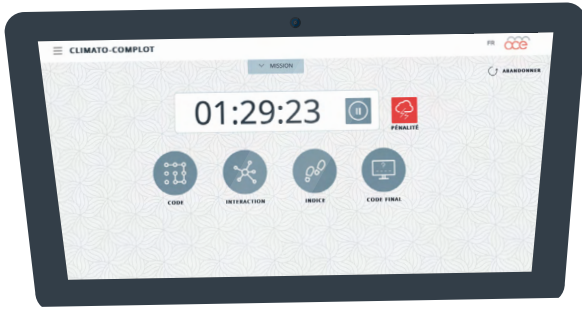 CLIMATO-COMPLOT
FR
MISSION
ABANDONNER
01:29:23
PÉNALITÉ
CODE
INTERACTION
INDICE
CODE FINAL